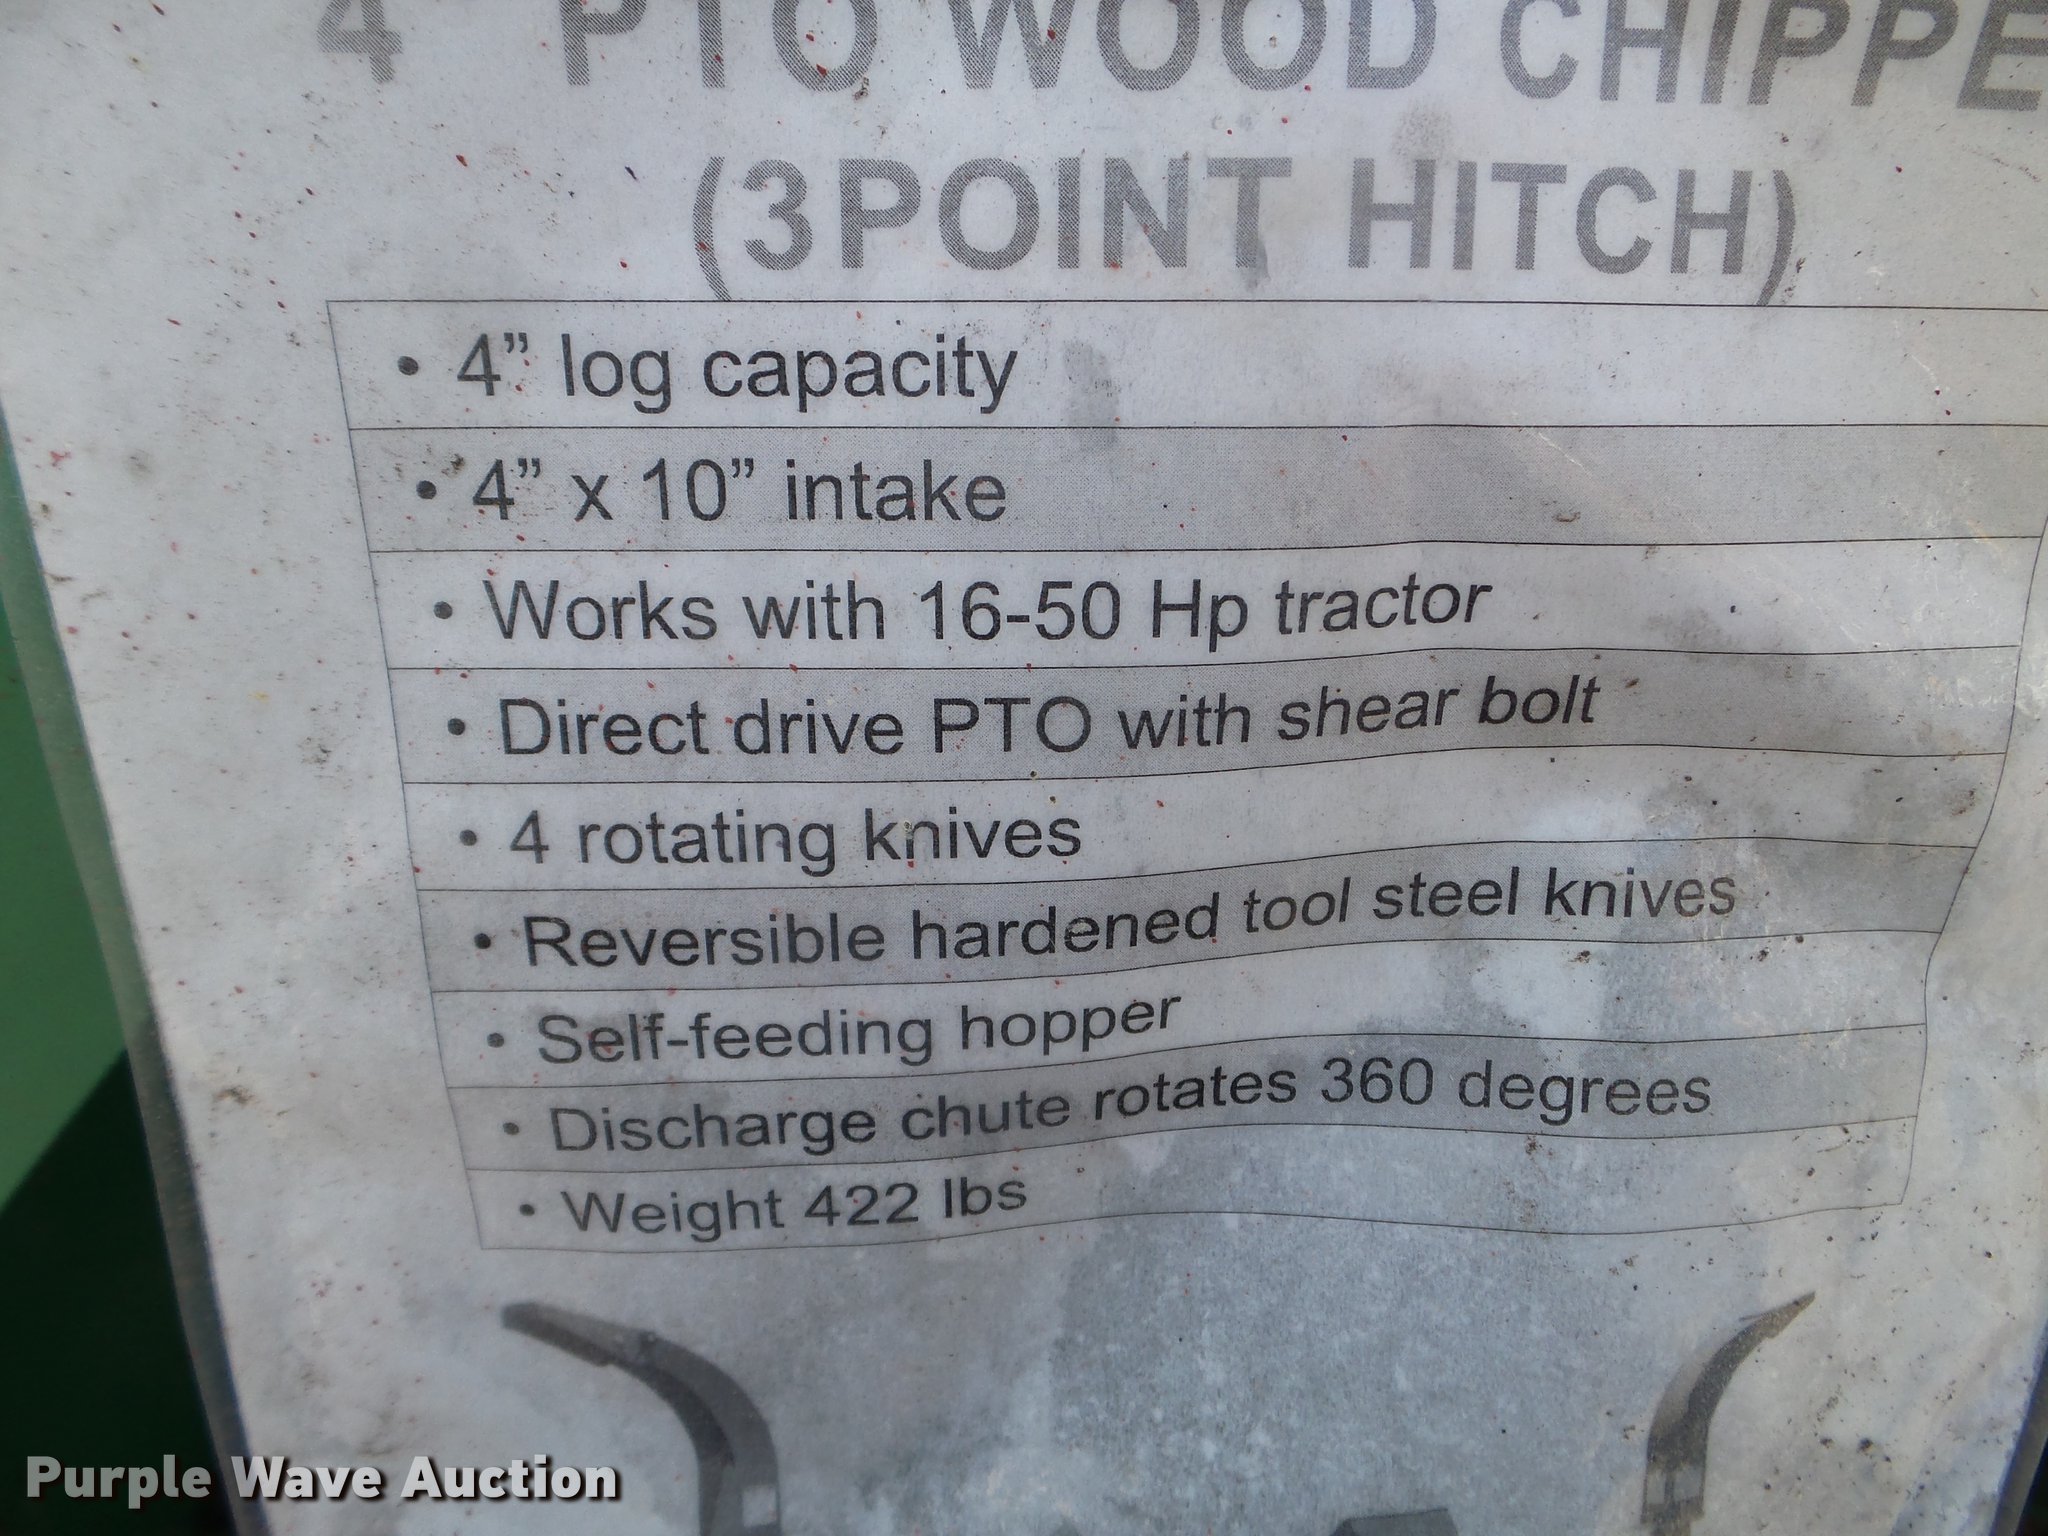 4" PTO WOOD CHIPPE
(3POINT HITCH)
• 4” log capacity
• 4” x 10” intake
• Works with 16-50 Hp tractor
• Direct drive PTO with shear bolt
• 4 rotating knives
• Reversible hardened tool steel knives
• Self-feeding hopper
• Discharge chute rotates 360 degrees
• Weight 422 lbs
Purple Wave Auction